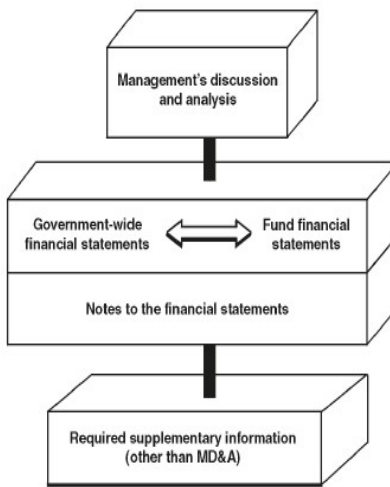 Management's discussion
and analysis
Government-wide
financial statements
Fund financial
statements
Notes to the financial statements
Required supplementary information
(other than MD&A)